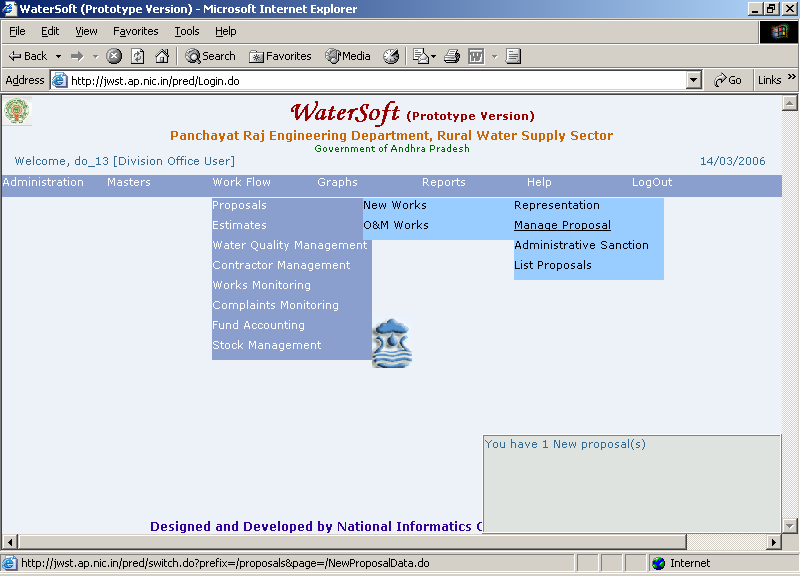 WaterSoft (Prototype Version) - Microsoft Internet Explorer
File Edit View Favorites Tools Help
Back Search Favorites Media
Address http://jwst.ap.nic.in/pred/Login.do Go Links »
WaterSoft (Prototype Version)
Panchayat Raj Engineering Department, Rural Water Supply Sector
Government of Andhra Pradesh
Welcome, do_13 [Division Office User] 14/03/2006
Administration Masters Work Flow Graphs Reports Help LogOut
Proposals New Works Representation
Estimates O&M Works Manage Proposal
Water Quality Management Administrative Sanction
Contractor Management List Proposals
Works Monitoring
Complaints Monitoring
Fund Accounting
Stock Management
You have 1 New proposal(s)
Designed and Developed by National Informatics C
http://jwst.ap.nic.in/pred/switch.do?prefix=/proposals&page=/NewProposalData.do Internet